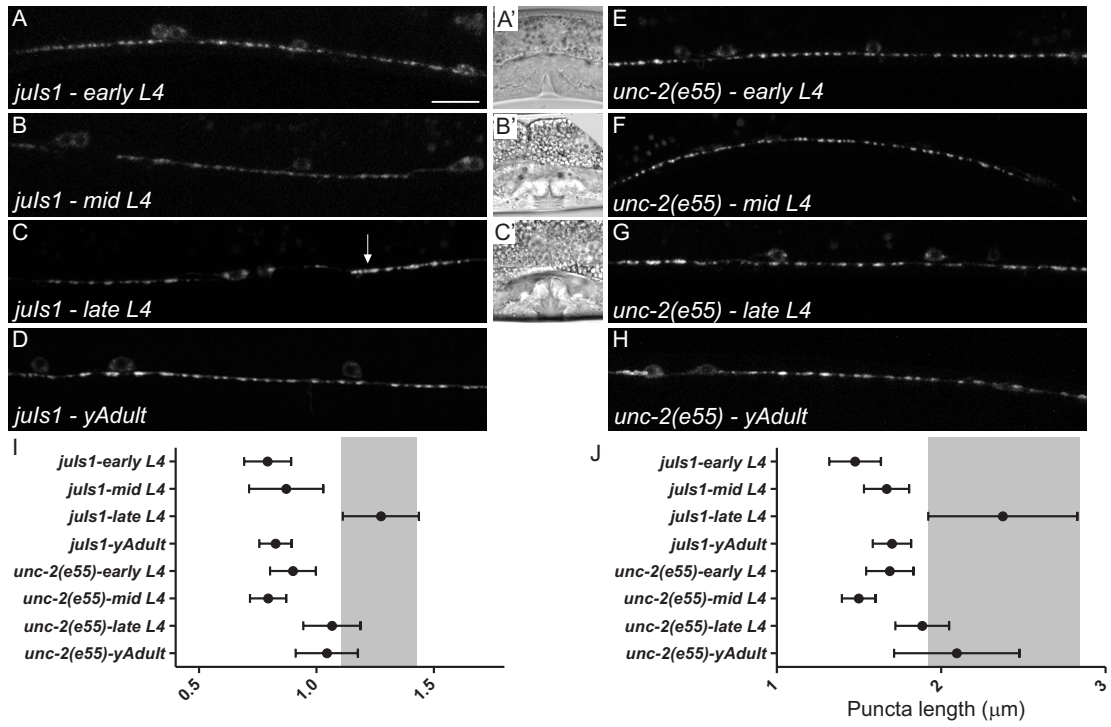 A
juIs1 - early L4
A'
E
unc-2(e55) - early L4
B
juIs1 - mid L4
B'
F
unc-2(e55) - mid L4
C
juIs1 - late L4
C'
G
unc-2(e55) - late L4
D
juIs1 - yAdult
H
unc-2(e55) - yAdult
I
juIs1-early L4
juIs1-mid L4
juIs1-late L4
juIs1-yAdult
unc-2(e55)-early L4
unc-2(e55)-mid L4
unc-2(e55)-late L4
unc-2(e55)-yAdult
0.5
1.0
1.5
J
juIs1-early L4
juIs1-mid L4
juIs1-late L4
juIs1-yAdult
unc-2(e55)-early L4
unc-2(e55)-mid L4
unc-2(e55)-late L4
unc-2(e55)-yAdult
1
2
3
Puncta length (μm)